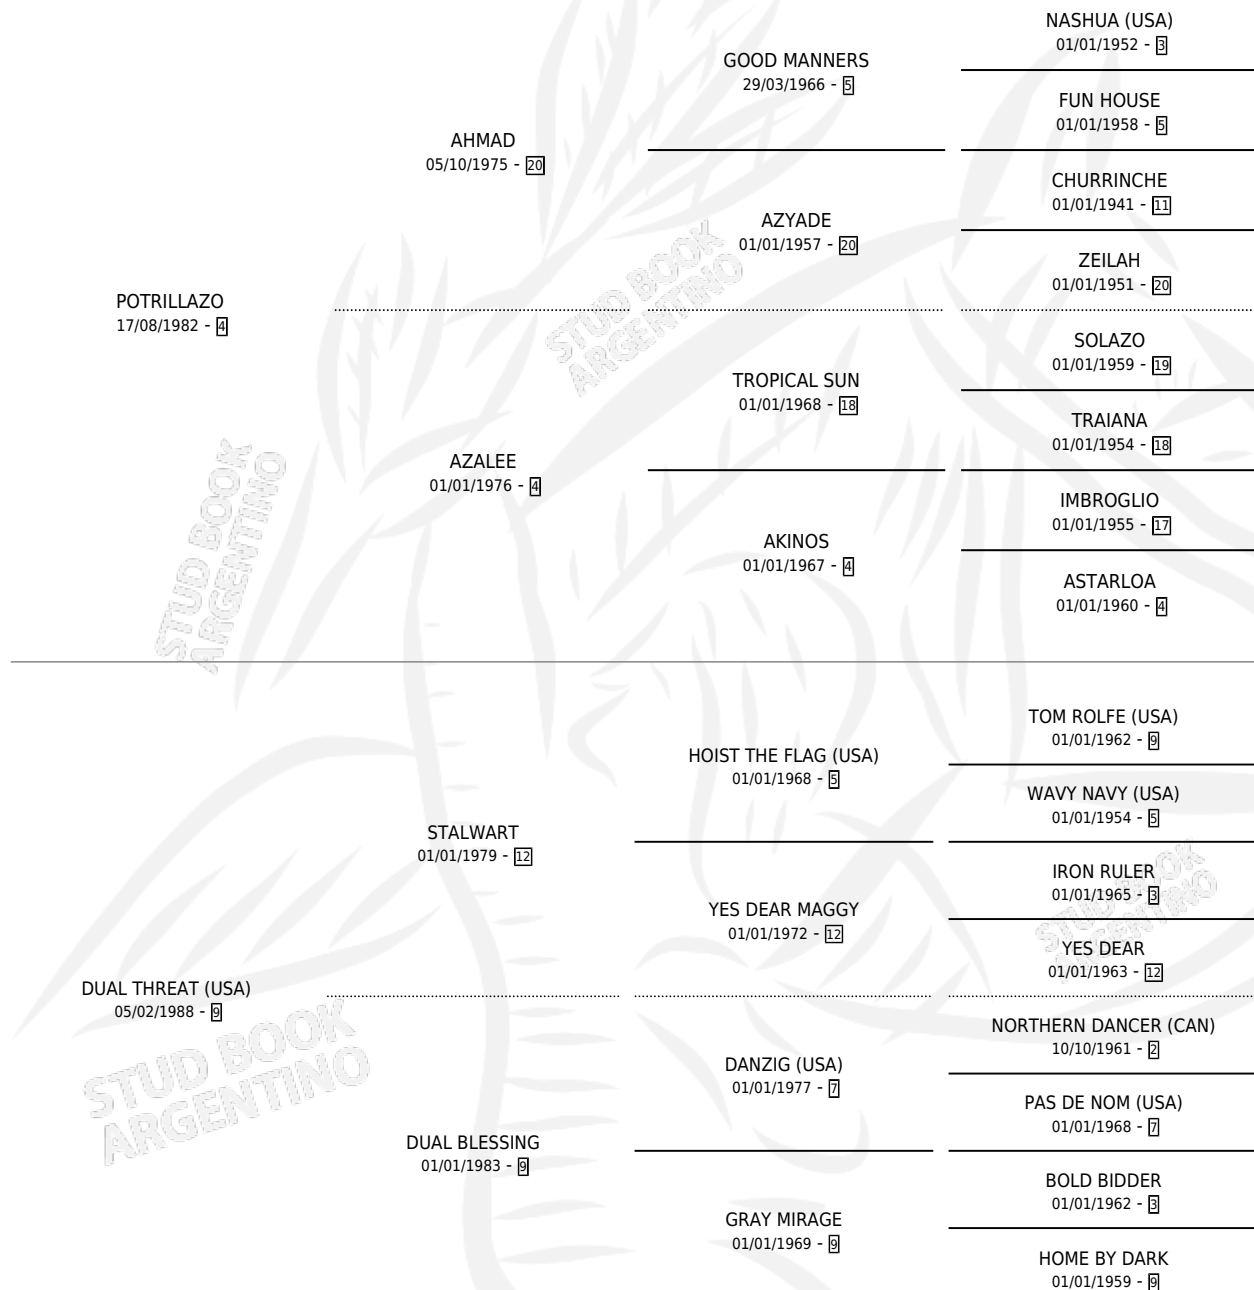 NASHUA (USA)
01/01/1952 - 3
GOOD MANNERS
29/03/1966 - 5
FUN HOUSE
01/01/1958 - 5
AHMAD
05/10/1975 - 20
CHURRINCHE
01/01/1941 - 11
AZYADE
01/01/1957 - 20
ZEILAH
01/01/1951 - 20
POTRILLAZO
17/08/1982 - 4
SOLAZO
01/01/1959 - 19
TROPICAL SUN
01/01/1968 - 18
TRAIANA
01/01/1954 - 18
AZALEE
01/01/1976 - 4
IMBROGLIO
01/01/1955 - 17
AKINOS
01/01/1967 - 4
ASTARLOA
01/01/1960 - 4
TOM ROLFE (USA)
01/01/1962 - 9
HOIST THE FLAG (USA)
01/01/1968 - 5
WAVY NAVY (USA)
01/01/1954 - 5
STALWART
01/01/1979 - 12
IRON RULER
01/01/1965 - 3
YES DEAR MAGGY
01/01/1972 - 12
YES DEAR
01/01/1963 - 12
DUAL THREAT (USA)
05/02/1988 - 9
NORTHERN DANCER (CAN)
10/10/1961 - 2
DANZIG (USA)
01/01/1977 - 7
PAS DE NOM (USA)
01/01/1968 - 7
DUAL BLESSING
01/01/1983 - 9
BOLD BIDDER
01/01/1962 - 3
GRAY MIRAGE
01/01/1969 - 9
HOME BY DARK
01/01/1959 - 9
STUD BOOK
ARGENTINO
STUD BOOK
ARGENTINO
STUD BOOK
ARGENTINO
STUD BOOK
ARGENTINO